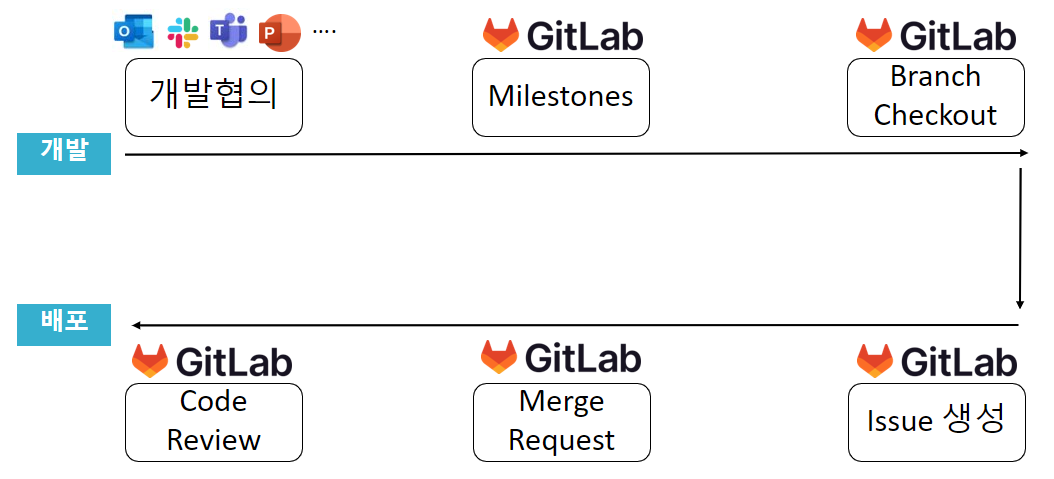 O
T
P
....
GitLab
GitLab
개발협의
Milestones
Branch
Checkout
개발
배포
GitLab
GitLab
GitLab
Code
Review
Merge
Request
Issue 생성